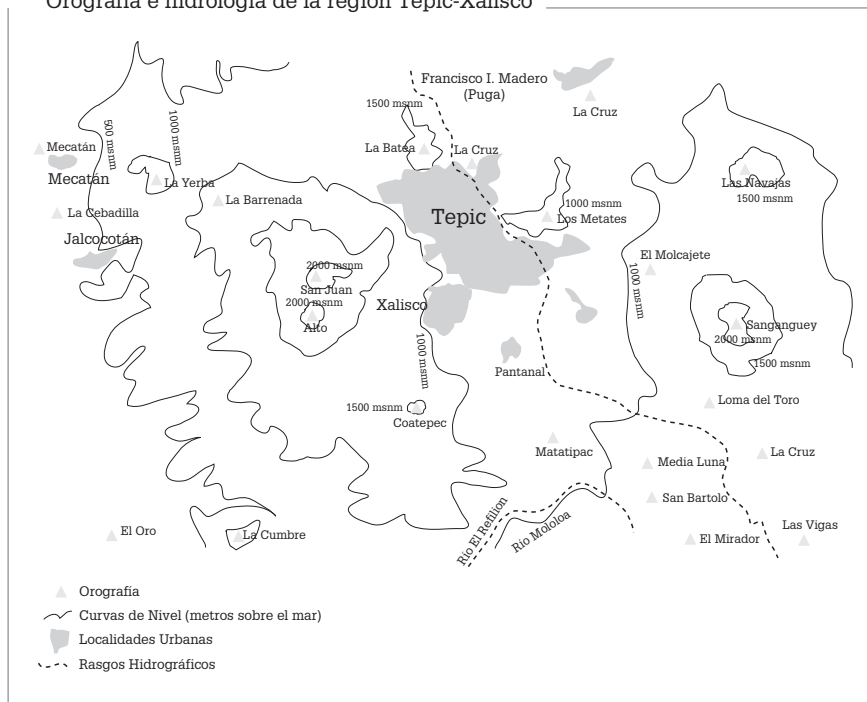 Orografía e hidrología de la región Tepic-Xalisco
Francisco I. Madero
(Puga)
La Cruz
1500 msnm
500 msnm
1000 msnm
Mecatán
Mecatán
La Batea
La Cruz
La Yerba
La Barrenada
La Cebadilla
Jalcocotán
Tepic
1000 msnm
Los Metates
Las Navajas
1500 msnm
El Molcajete
1000 msnm
2000 msnm
San Juan
2000 msnm
Alto
Xalisco
1000 msnm
Sanganguey
2000 msnm
1500 msnm
Pantanal
1500 msnm
Coatepec
Loma del Toro
Matatipac
Media Luna
La Cruz
San Bartolo
El Oro
La Cumbre
Río El Refilion
Río Mololoa
El Mirador
Las Vigas
Orografía
Curvas de Nivel (metros sobre el mar)
Localidades Urbanas
Rasgos Hidrográficos